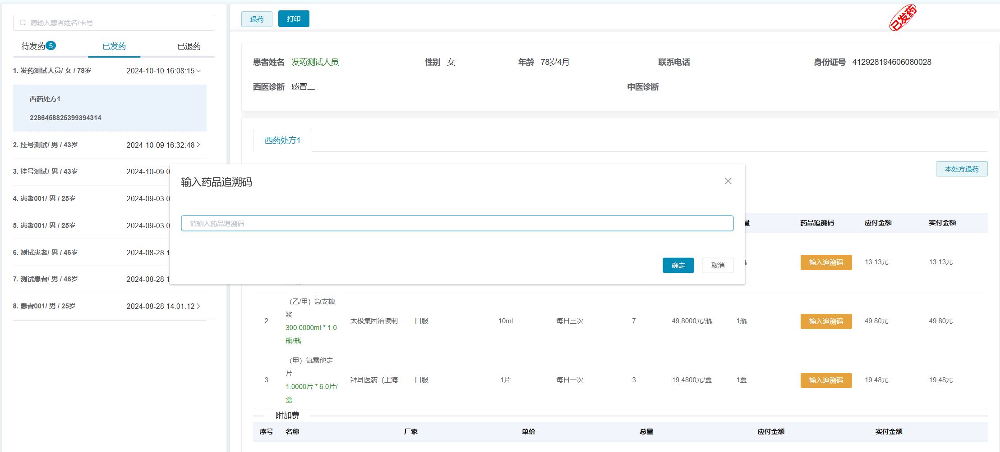 请输入患者姓名/卡号
待发药 5
已发药
已退药
1. 发药测试人员/ 女 / 78岁
2024-10-10 16:08:15
西药处方1
2286458825399394314
2. 挂号测试/ 男 / 43岁
2024-10-09 16:32:48
3. 挂号测试/ 男 / 43岁
2024-10-09 0
4. 患者001/ 男 / 25岁
2024-09-03 0
5. 患者001/ 男 / 25岁
2024-09-03 0
6. 测试患者/ 男 / 46岁
2024-08-28 1
7. 测试患者/ 男 / 46岁
2024-08-28 1
8. 患者001/ 男 / 25岁
2024-08-28 14:01:12
退药
打印
已发药
患者姓名 发药测试人员
性别 女
年龄 78岁4月
联系电话
身份证号 412928194606080028
西医诊断 感冒二
中医诊断
西药处方1
本处方退药
输入药品追溯码
请输入药品追溯码
确定
取消
量
药品追溯码
应付金额
实付金额
输入追溯码
13.13元
13.13元
2
（乙/甲）急支糖
浆
300.0000ml * 1.0
瓶/瓶
太极集团涪陵制
口服
10ml
每日三次
7
49.8000元/瓶
1瓶
输入追溯码
49.80元
49.80元
3
（甲）氯雷他定
片
1.0000片 * 6.0片/
盒
拜耳医药（上海
口服
1片
每日一次
3
19.4800元/盒
1盒
输入追溯码
19.48元
19.48元
附加费
序号
名称
厂家
单价
总量
应付金额
实付金额